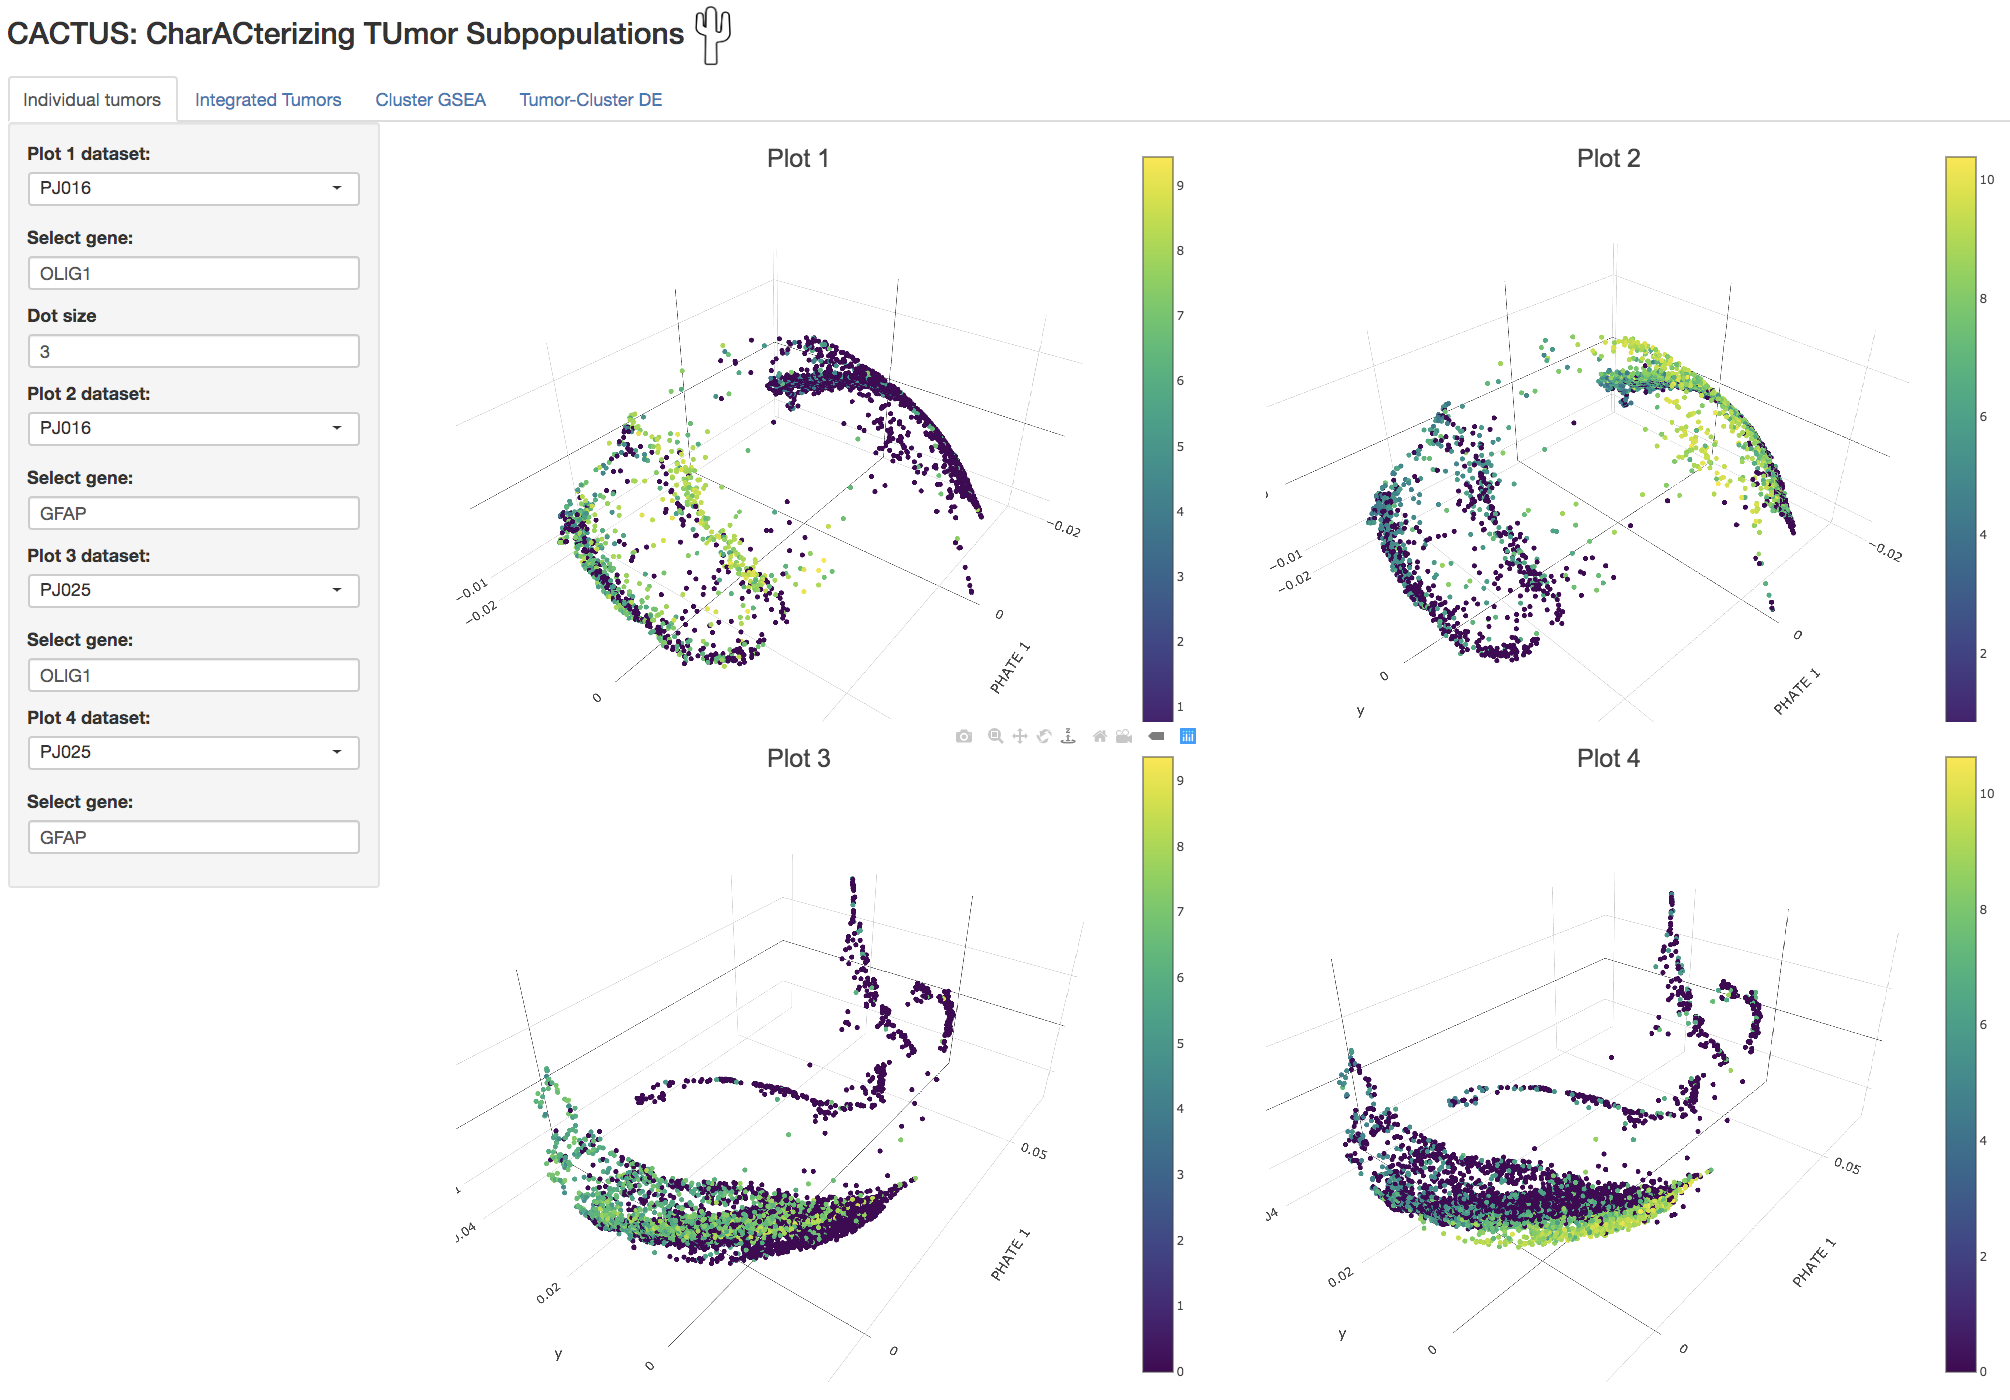 CACTUS: CharACterizing TUmor Subpopulations
Individual tumors
Integrated Tumors
Cluster GSEA
Tumor-Cluster DE
Plot 1 dataset:
PJ016
Select gene:
OLIG1
Dot size
3
Plot 2 dataset:
PJ016
Select gene:
GFAP
Plot 3 dataset:
PJ025
Select gene:
OLIG1
Plot 4 dataset:
PJ025
Select gene:
GFAP
Plot 1
9
8
7
6
5
4
3
2
1
−0.02
−0.01
−0.02
0
0
PHATE 1
Plot 2
10
8
6
4
2
−0.02
−0.01
−0.02
0
0
y
PHATE 1
Plot 3
9
8
7
6
5
4
3
2
1
0
0.05
0.02
0
0
y
PHATE 1
Plot 4
10
8
6
4
2
0
0.05
0.02
0
0
y
PHATE 1